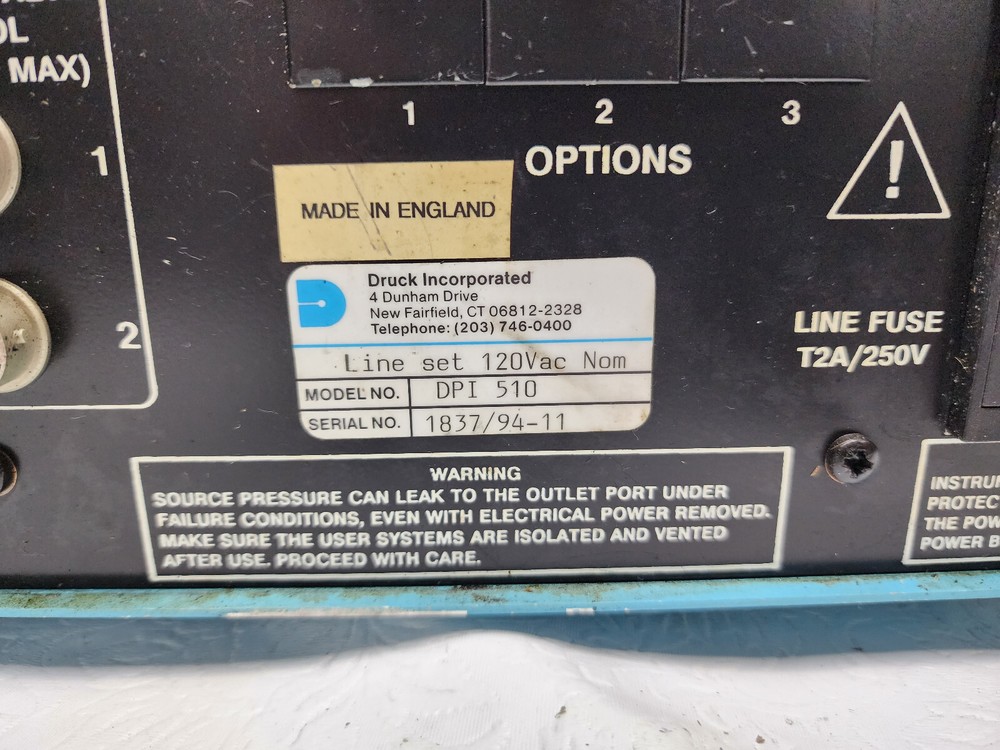 OL
MAX)
1
2
1 2 3
OPTIONS
!
MADE IN ENGLAND
Druck Incorporated
4 Dunham Drive
New Fairfield, CT 06812-2328
Telephone: (203) 746-0400
Line set 120Vac Nom
MODEL NO. DPI 510
SERIAL NO. 1837/94-11
LINE FUSE
T2A/250V
WARNING
SOURCE PRESSURE CAN LEAK TO THE OUTLET PORT UNDER
FAILURE CONDITIONS, EVEN WITH ELECTRICAL POWER REMOVED.
MAKE SURE THE USER SYSTEMS ARE ISOLATED AND VENTED
AFTER USE. PROCEED WITH CARE.
INSTRU
PROTEC
THE POW
POWER B